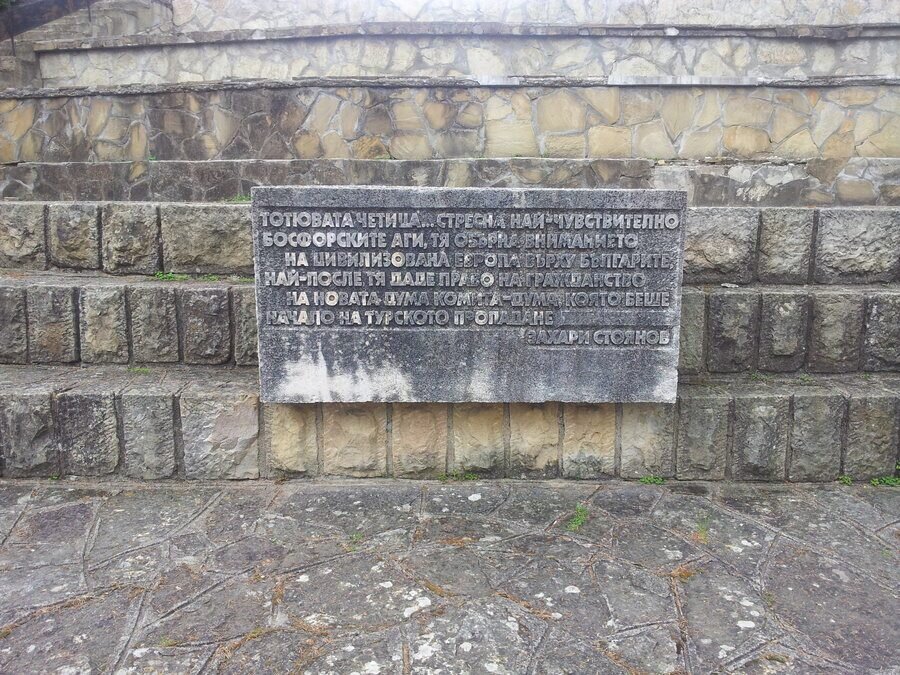 ТОТЮВАТА ЧЕТИЦА... СТРЕСНА НАЙ-ЧУВСТВИТЕЛНО
БОСФОРСКИТЕ АГИ, ТЯ ОБЪРНА ВНИМАНИЕТО
НА ЦИВИЛИЗОВАНА ЕВРОПА ВЪРХУ БЪЛГАРИТЕ,
НАЙ-ПОСЛЕ ТЯ ДАДЕ ПРАВО НА ГРАЖДАНСТВО
НА НОВАТА ДУМА КОМИТА-ДУМА, КОЯТО БЕШЕ
НАЧАЛО НА ТУРСКОТО ПРОПАДАНЕ
ЗАХАРИ СТОЯНОВ